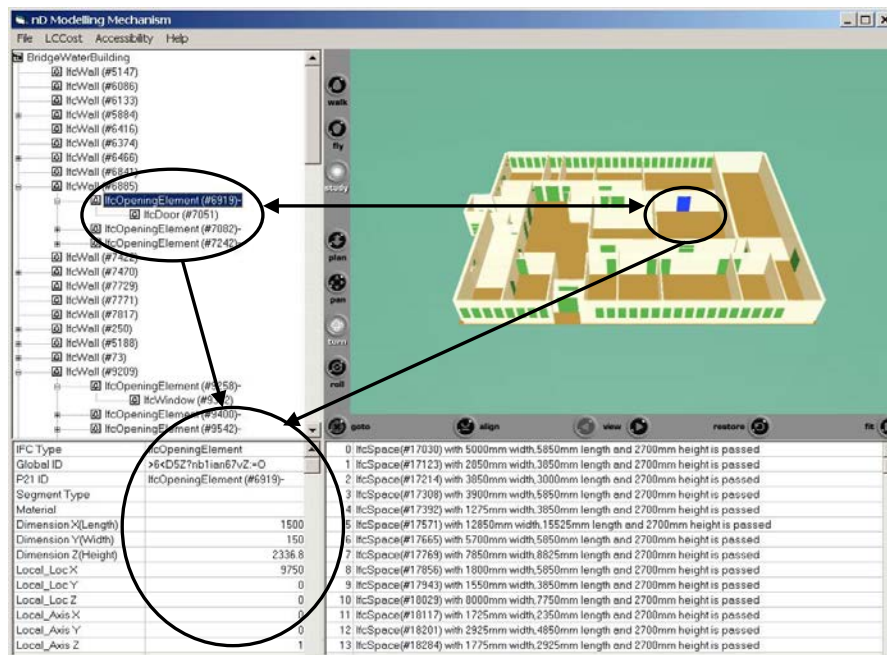 nD Modelling Mechanism
File LCCost Accessibility Help
BridgeWaterBuilding
IfcWall (#5147)
IfcWall (#6086)
IfcWall (#6133)
IfcWall (#5884)
IfcWall (#6416)
IfcWall (#6374)
IfcWall (#6466)
IfcWall (#6841)
IfcWall (#6885)
IfcOpeningElement (#6919)-
IfcDoor (#7051)
IfcOpeningElement (#7082)-
IfcOpeningElement (#7242)-
IfcWall (#7422)
IfcWall (#7470)
IfcWall (#7729)
IfcWall (#7771)
IfcWall (#7817)
IfcWall (#250)
IfcWall (#5188)
IfcWall (#73)
IfcWall (#9209)
IfcOpeningElement (#9258)-
IfcWindow
IfcOpeningElement (#9400)-
IfcOpeningElement (#9542)-
walk
fly
study
plan
pan
turn
roll
goto align view restore fit
IFC Type IfcOpeningElement
Global ID >6<D5Z?nb1ian67vZ:=O
P21 ID IfcOpeningElement (#6919)-
Segment Type
Material
Dimension X(Length) 1500
Dimension Y(Width) 150
Dimension Z(Height) 2336.8
Local_Loc X 9750
Local_Loc Y 0
Local_Loc Z 0
Local_Axis X 0
Local_Axis Y 0
Local_Axis Z 1
0 IfcSpace(#17030) with 5000mm width,5850mm length and 2700mm height is passed
1 IfcSpace(#17123) with 2850mm width,3850mm length and 2700mm height is passed
2 IfcSpace(#17214) with 3850mm width,3000mm length and 2700mm height is passed
3 IfcSpace(#17308) with 3900mm width,5850mm length and 2700mm height is passed
4 IfcSpace(#17392) with 1275mm width,3850mm length and 2700mm height is passed
5 IfcSpace(#17571) with 12850mm width,15525mm length and 2700mm height is passed
6 IfcSpace(#17665) with 5700mm width,5850mm length and 2700mm height is passed
7 IfcSpace(#17769) with 7850mm width,8825mm length and 2700mm height is passed
8 IfcSpace(#17856) with 1800mm width,5850mm length and 2700mm height is passed
9 IfcSpace(#17943) with 1550mm width,3850mm length and 2700mm height is passed
10 IfcSpace(#18029) with 8000mm width,7750mm length and 2700mm height is passed
11 IfcSpace(#18117) with 1725mm width,2350mm length and 2700mm height is passed
12 IfcSpace(#18201) with 2925mm width,4850mm length and 2700mm height is passed
13 IfcSpace(#18284) with 1775mm width,2925mm length and 2700mm height is passed